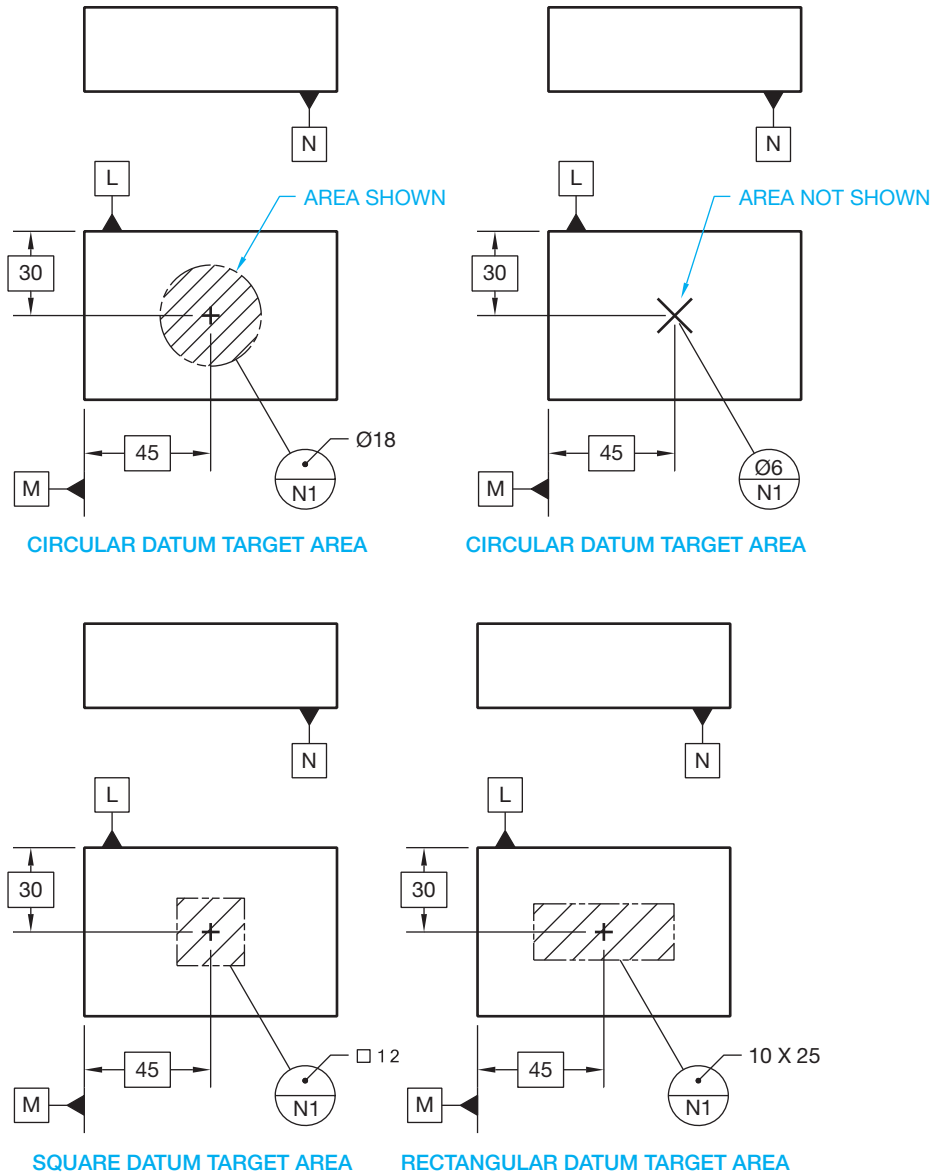 N
N
L
L
AREA SHOWN
AREA NOT SHOWN
30
30
45
45
Ø18
Ø6
N1
N1
M
M
CIRCULAR DATUM TARGET AREA
CIRCULAR DATUM TARGET AREA
N
N
L
L
30
30
45
45
□ 12
10 X 25
N1
N1
M
M
SQUARE DATUM TARGET AREA
RECTANGULAR DATUM TARGET AREA